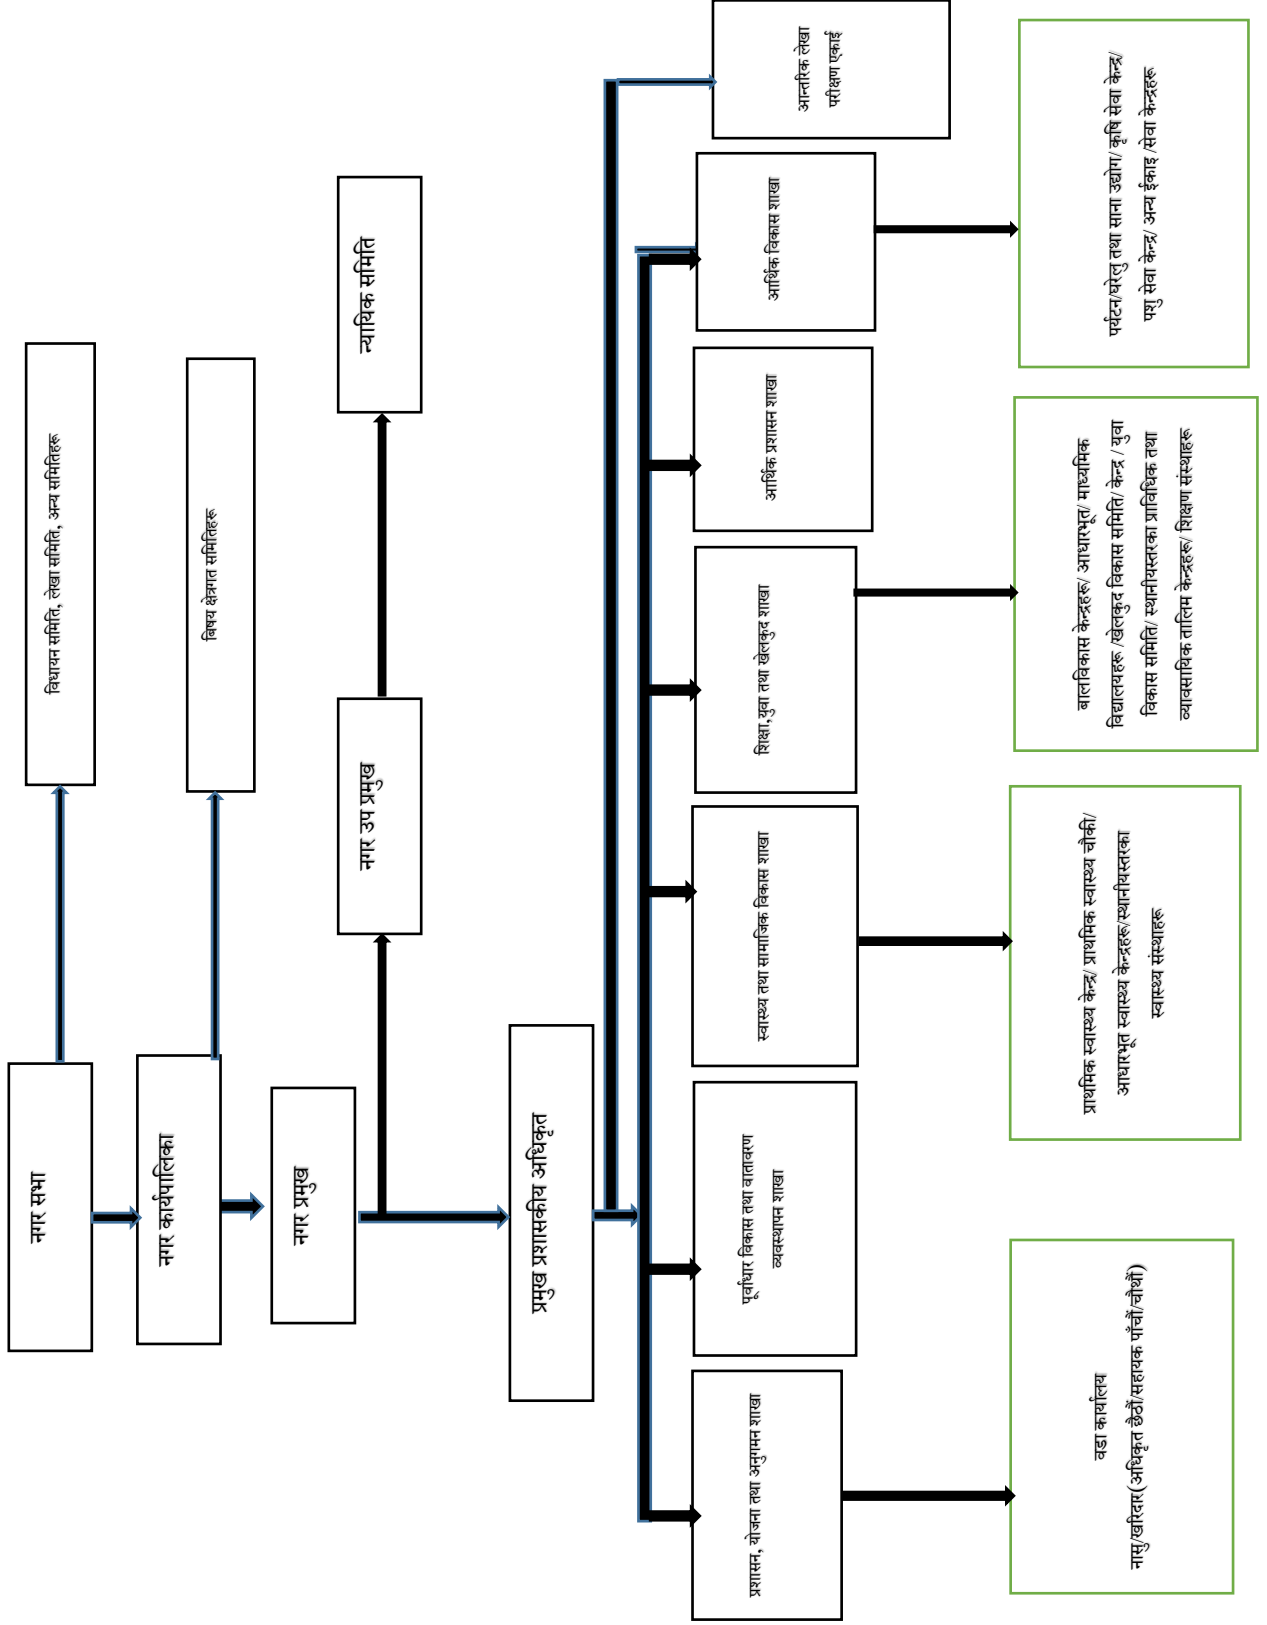 नगर सभा
विधायन समिति, लेखा समिति, अन्य समितिहरू
नगर कार्यपालिका
बिषय क्षेत्रगत समितिहरू
नगर प्रमुख
नगर उप प्रमुख
न्यायिक समिति
प्रमुख प्रशासकीय अधिकृत
प्रशासन, योजना तथा अनुगमन शाखा
पूर्वाधार विकास तथा वातावरण
व्यवस्थापन शाखा
स्वास्थ्य तथा सामाजिक विकास शाखा
शिक्षा,युवा तथा खेलकुद शाखा
आर्थिक प्रशासन शाखा
आर्थिक विकास शाखा
आन्तरिक लेखा
परीक्षण एकाई
वडा कार्यालय
नासु/खरिदार(अधिकृत छैठौं/सहायक पाँचौं/चौथौं)
प्राथमिक स्वास्थ्य केन्द्र/ प्राथमिक स्वास्थ्य चौकी/
आधारभूत स्वास्थ्य केन्द्रहरू/स्थानीयस्तरका
स्वास्थ्य संस्थाहरू
बालविकास केन्द्रहरू/ आधारभूत/ माध्यमिक
विद्यालयहरू /खेलकुद विकास समिति/ केन्द्र / युवा
विकास समिति/ स्थानीयस्तरका प्राविधिक तथा
व्यावसायिक तालिम केन्द्रहरू/ शिक्षण संस्थाहरू
पर्यटन/घरेलु तथा साना उद्योग/ कृषि सेवा केन्द्र/
पशु सेवा केन्द्र/ अन्य ईकाइ /सेवा केन्द्रहरू